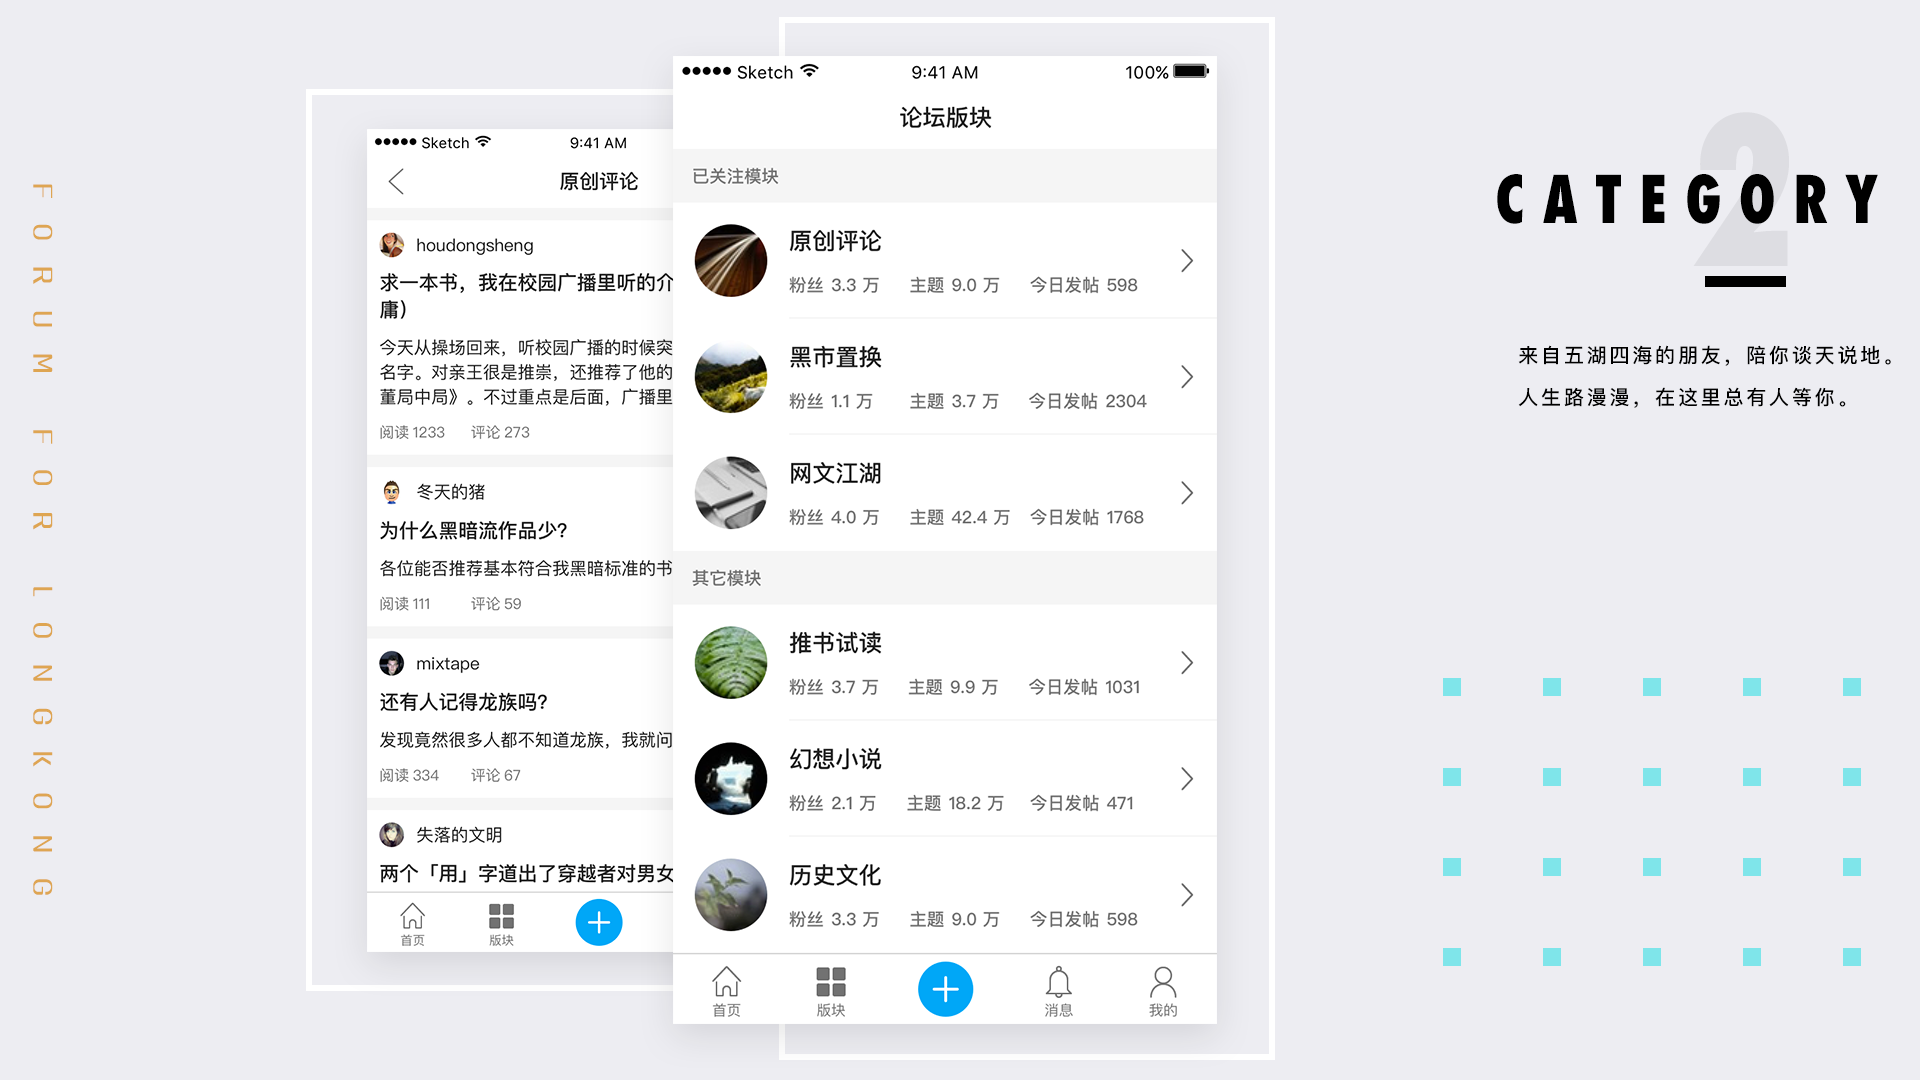 FORUM FOR LONGKONG
Sketch 9:41 AM
原创评论
houdongsheng
求一本书，我在校园广播里听的介
庸）
今天从操场回来，听校园广播的时候突
名字。对亲王很是推崇，还推荐了他的
董局中局》。不过重点是后面，广播里
阅读 1233 评论 273
冬天的猪
为什么黑暗流作品少？
各位能否推荐基本符合我黑暗标准的书
阅读 111 评论 59
mixtape
还有人记得龙族吗？
发现竟然很多人都不知道龙族，我就问
阅读 334 评论 67
失落的文明
两个「用」字道出了穿越者对男女
首页 版块
Sketch 9:41 AM 100%
论坛版块
已关注模块
原创评论
粉丝 3.3 万 主题 9.0 万 今日发帖 598
黑市置换
粉丝 1.1 万 主题 3.7 万 今日发帖 2304
网文江湖
粉丝 4.0 万 主题 42.4 万 今日发帖 1768
其它模块
推书试读
粉丝 3.7 万 主题 9.9 万 今日发帖 1031
幻想小说
粉丝 2.1 万 主题 18.2 万 今日发帖 471
历史文化
粉丝 3.3 万 主题 9.0 万 今日发帖 598
首页 版块 消息 我的
2
CATEGORY
来自五湖四海的朋友，陪你谈天说地。
人生路漫漫，在这里总有人等你。